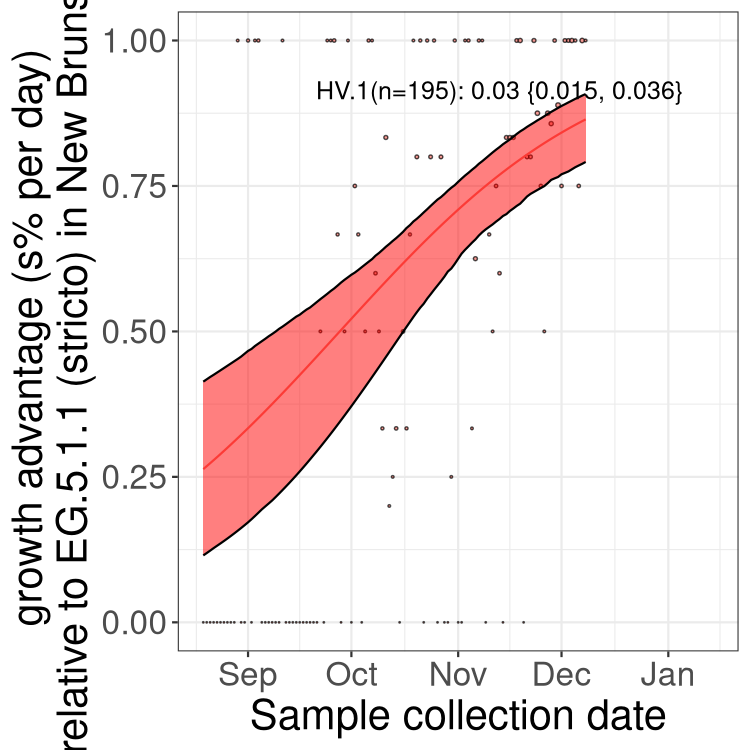 growth advantage (s% per day)
relative to EG.5.1.1 (stricto) in New Bruns
1.00
0.75
0.50
0.25
0.00
HV.1(n=195): 0.03 {0.015, 0.036}
Sep Oct Nov Dec Jan
Sample collection date